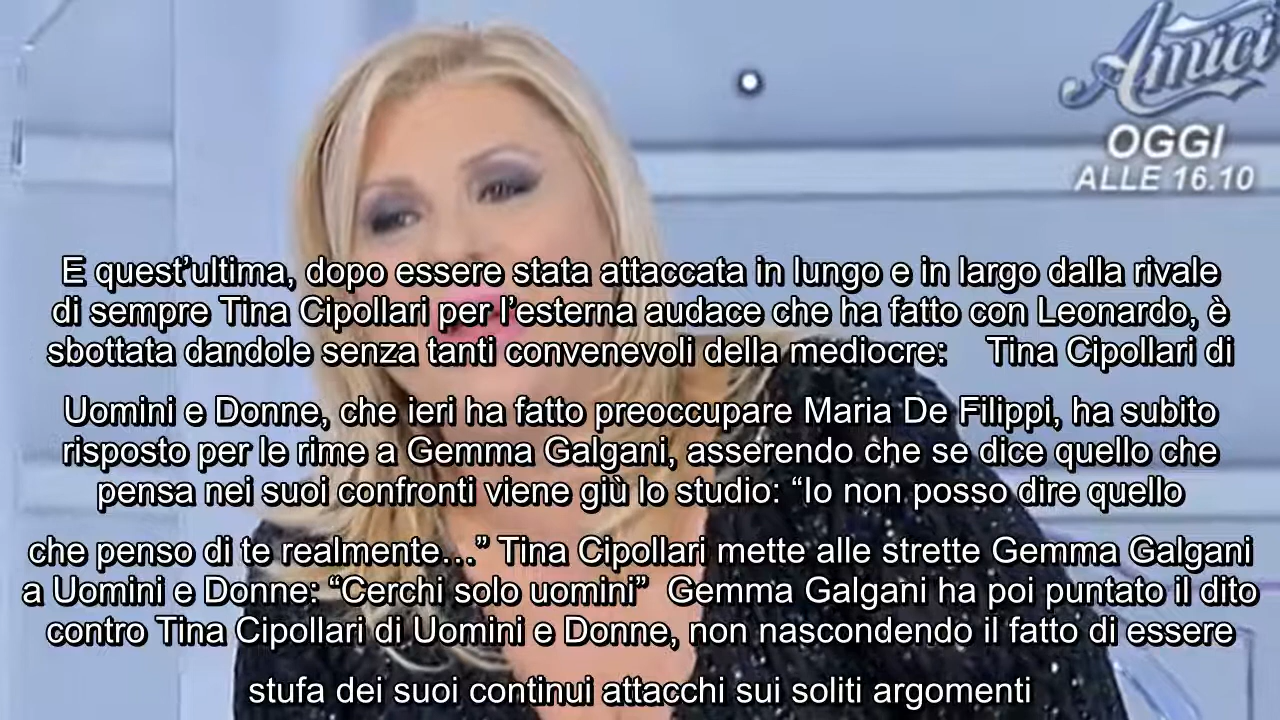 Amici
OGGI
ALLE 16.10
E quest’ultima, dopo essere stata attaccata in lungo e in largo dalla rivale
di sempre Tina Cipollari per l’esterna audace che ha fatto con Leonardo, è
sbottata dandole senza tanti convenevoli della mediocre: Tina Cipollari di
Uomini e Donne, che ieri ha fatto preoccupare Maria De Filippi, ha subito
risposto per le rime a Gemma Galgani, asserendo che se dice quello che
pensa nei suoi confronti viene giù lo studio: “Io non posso dire quello
che penso di te realmente…” Tina Cipollari mette alle strette Gemma Galgani
a Uomini e Donne: “Cerchi solo uomini” Gemma Galgani ha poi puntato il dito
contro Tina Cipollari di Uomini e Donne, non nascondendo il fatto di essere
stufa dei suoi continui attacchi sui soliti argomenti